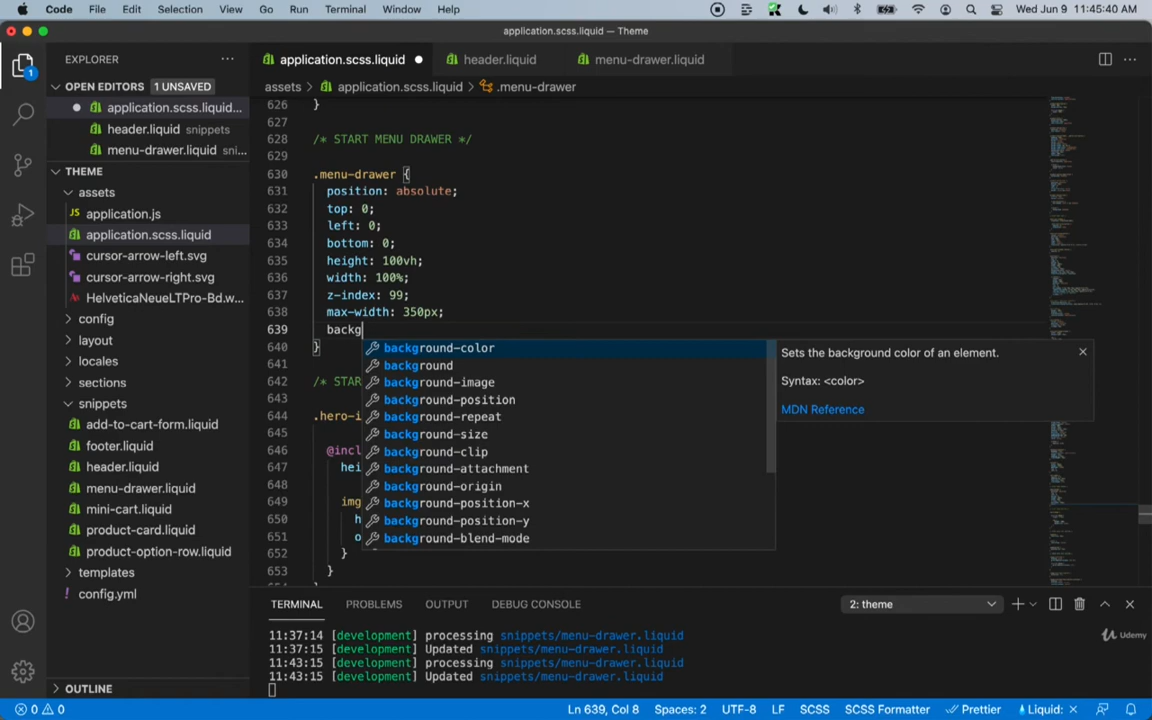 Code File Edit Selection View Go Run Terminal Window Help Wed Jun 9 11:45:40 AM
application.scss.liquid — Theme
EXPLORER
application.scss.liquid header.liquid menu-drawer.liquid
OPEN EDITORS 1 UNSAVED
assets > application.scss.liquid > .menu-drawer
application.scss.liquid...
header.liquid snippets
menu-drawer.liquid sni...
THEME
assets
application.js
application.scss.liquid
cursor-arrow-left.svg
cursor-arrow-right.svg
HelveticaNeueLTPro-Bd.w...
config
layout
locales
sections
snippets
add-to-cart-form.liquid
footer.liquid
header.liquid
menu-drawer.liquid
mini-cart.liquid
product-card.liquid
product-option-row.liquid
templates
config.yml
OUTLINE
626 }
627
628 /* START MENU DRAWER */
629
630 .menu-drawer {
631 position: absolute;
632 top: 0;
633 left: 0;
634 bottom: 0;
635 height: 100vh;
636 width: 100%;
637 z-index: 99;
638 max-width: 350px;
639 backg
640 }
641
642 /* STAR
643
644 .hero-i
645
646 @incl
647 hei
648
649 img
650 h
651 o
652 }
653 }
background-color
background
background-image
background-position
background-repeat
background-size
background-clip
background-attachment
background-origin
background-position-x
background-position-y
background-blend-mode
Sets the background color of an element.
Syntax: <color>
MDN Reference
TERMINAL PROBLEMS OUTPUT DEBUG CONSOLE 2: theme
11:37:14 [development] processing snippets/menu-drawer.liquid
11:37:15 [development] Updated snippets/menu-drawer.liquid
11:43:15 [development] processing snippets/menu-drawer.liquid
11:43:15 [development] Updated snippets/menu-drawer.liquid
Udemy
0 0 Ln 639, Col 8 Spaces: 2 UTF-8 LF SCSS SCSS Formatter Prettier Liquid:
1